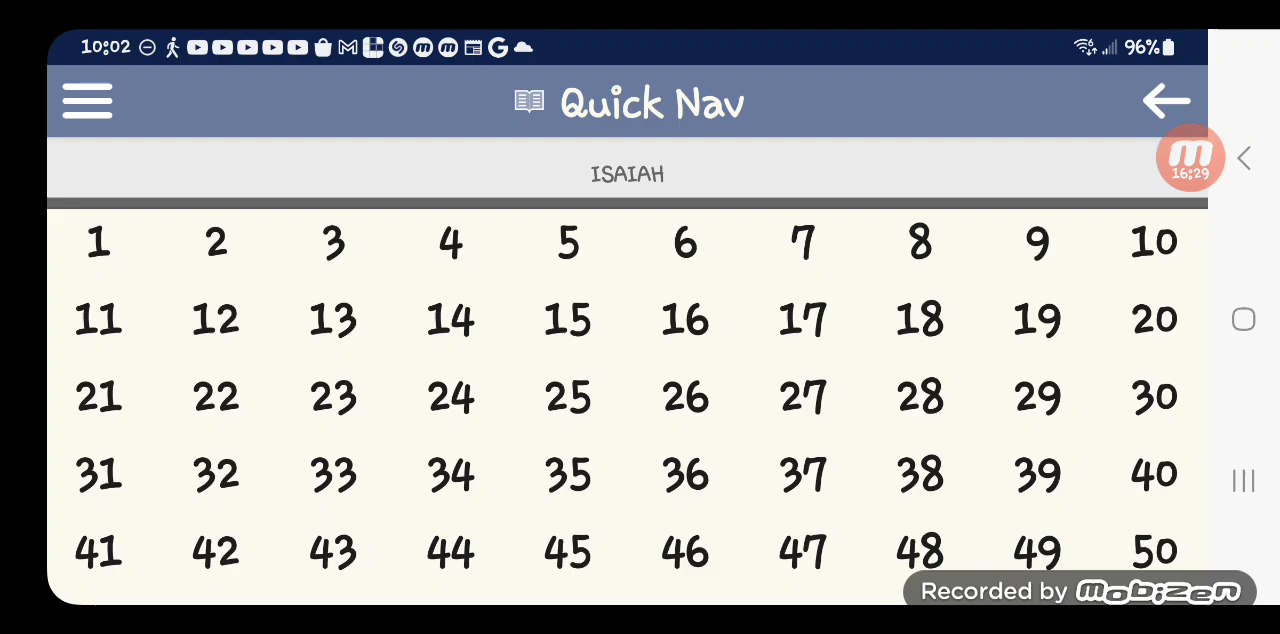 10:02 96%
Quick Nav
16:29
ISAIAH
1 2 3 4 5 6 7 8 9 10
11 12 13 14 15 16 17 18 19 20
21 22 23 24 25 26 27 28 29 30
31 32 33 34 35 36 37 38 39 40
41 42 43 44 45 46 47 48 49 50
Recorded by mobizen